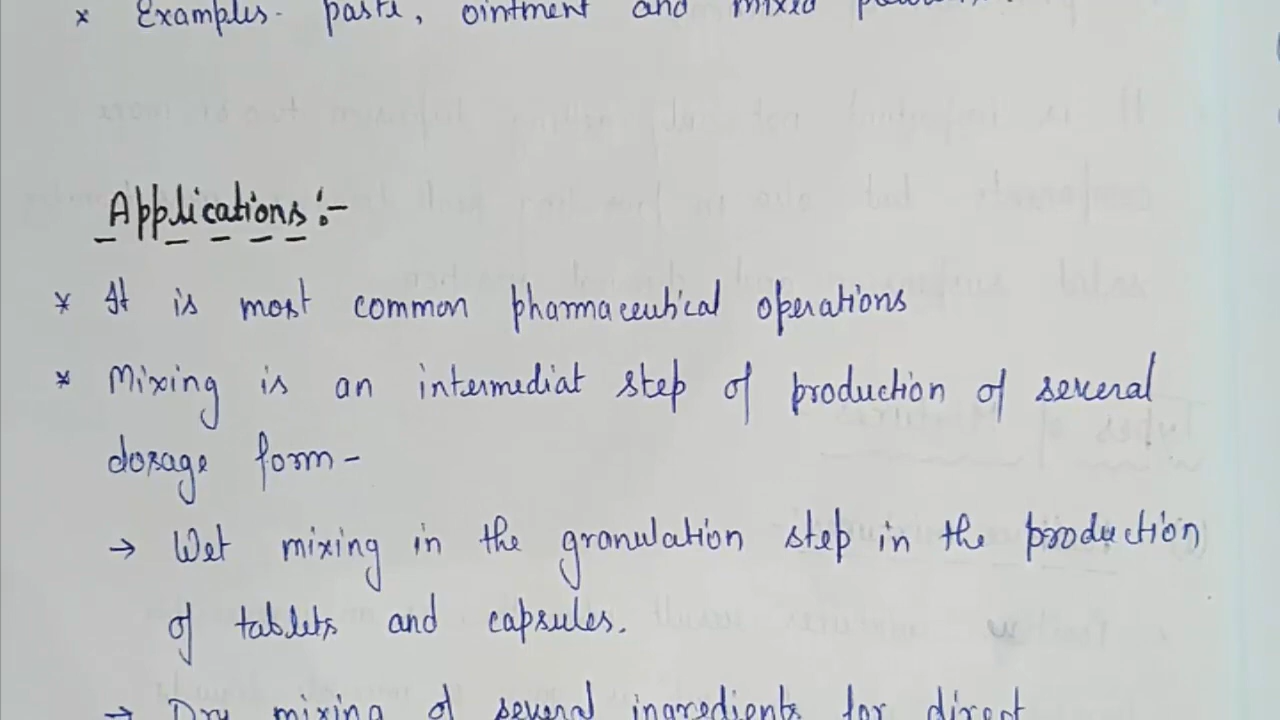 * Examples- paste, ointment and mixed
Applications :-
* It is most common pharmaceutical operations
* Mixing is an intermediat step of production of several
dosage form -
→ Wet mixing in the granulation step in the production
of tablets and capsules.
→ Dry mixing of several ingredients for direct